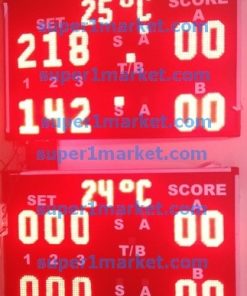 25°C
SET
SCORE
A
218
S A
00
T/B
1 2 3
B
142
S A
00
super1market.com
super1market.com
super1market.com
24°C
SET
SCORE
A
000
S A
00
T/B
1 2 3
B
000
S A
00
super1market.com
super1market.com
super1market.com